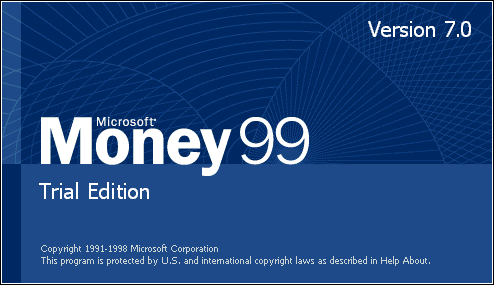 Version 7.0
Microsoft®
Money 99
Trial Edition
Copyright 1991-1998 Microsoft Corporation
This program is protected by U.S. and international copyright laws as described in Help About.